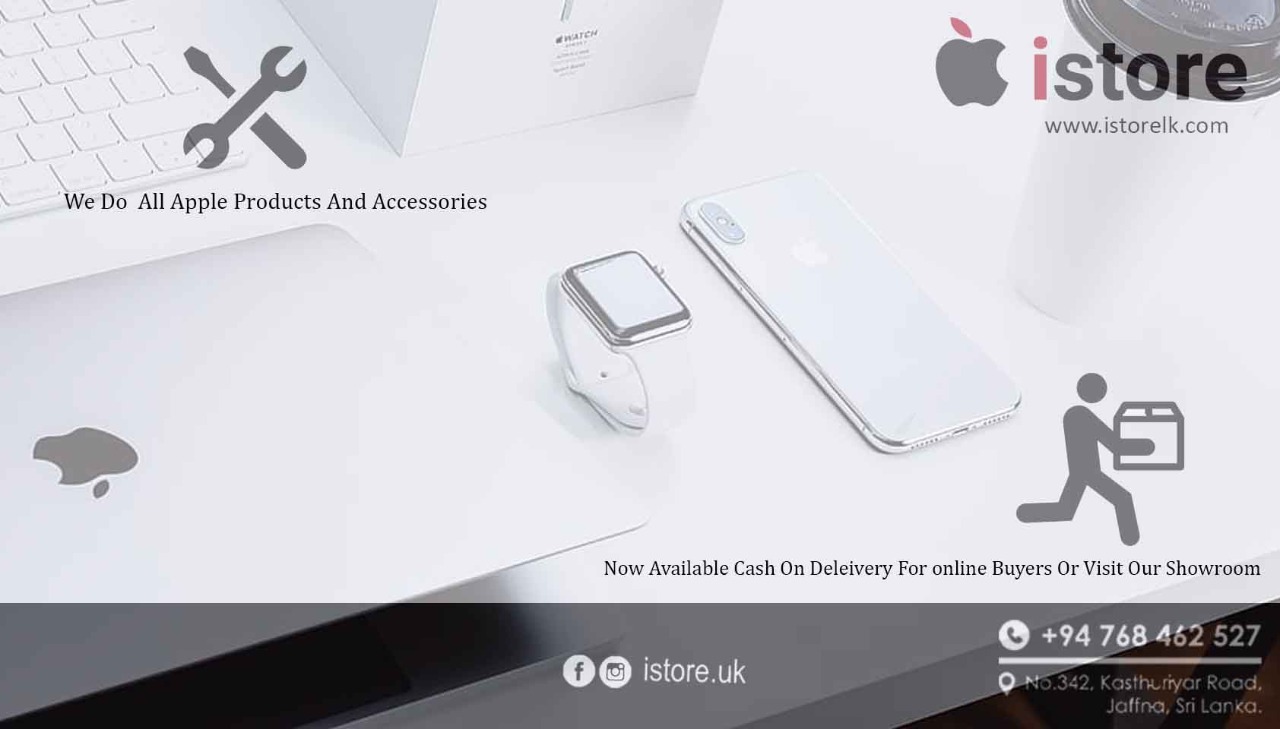 WATCH
istore
www.istorelk.com
We Do  All Apple Products And Accessories
Now Available Cash On Deleivery For online Buyers Or Visit Our Showroom
istore.uk
+94 768 462 527
No.342, Kasthuriyar Road,
Jaffna, Sri Lanka.